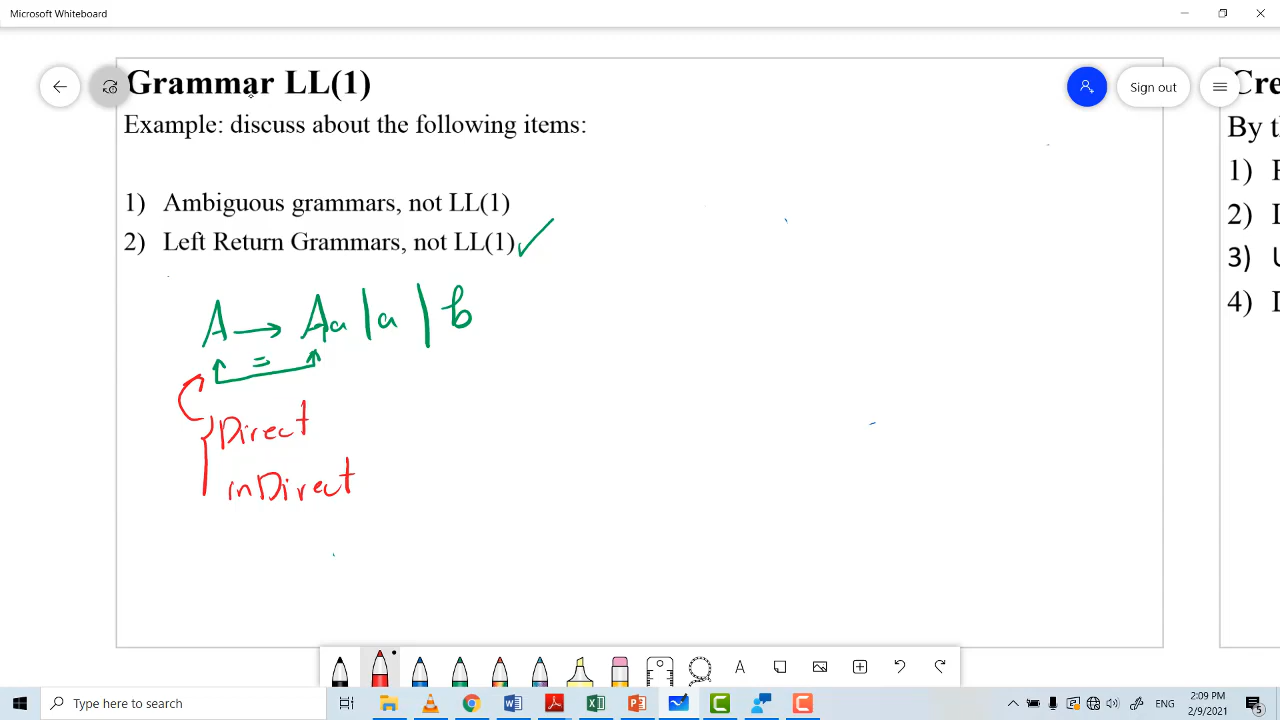 Microsoft Whiteboard
Grammar LL(1)
Sign out
Example: discuss about the following items:
1) Ambiguous grammars, not LL(1)
2) Left Return Grammars, not LL(1) ✓
A → Aa | a | b
=
Direct
inDirect
Cre
By t
1)
2)
3)
4)
A
Type here to search
ENG
2:09 PM
2/9/2021
5